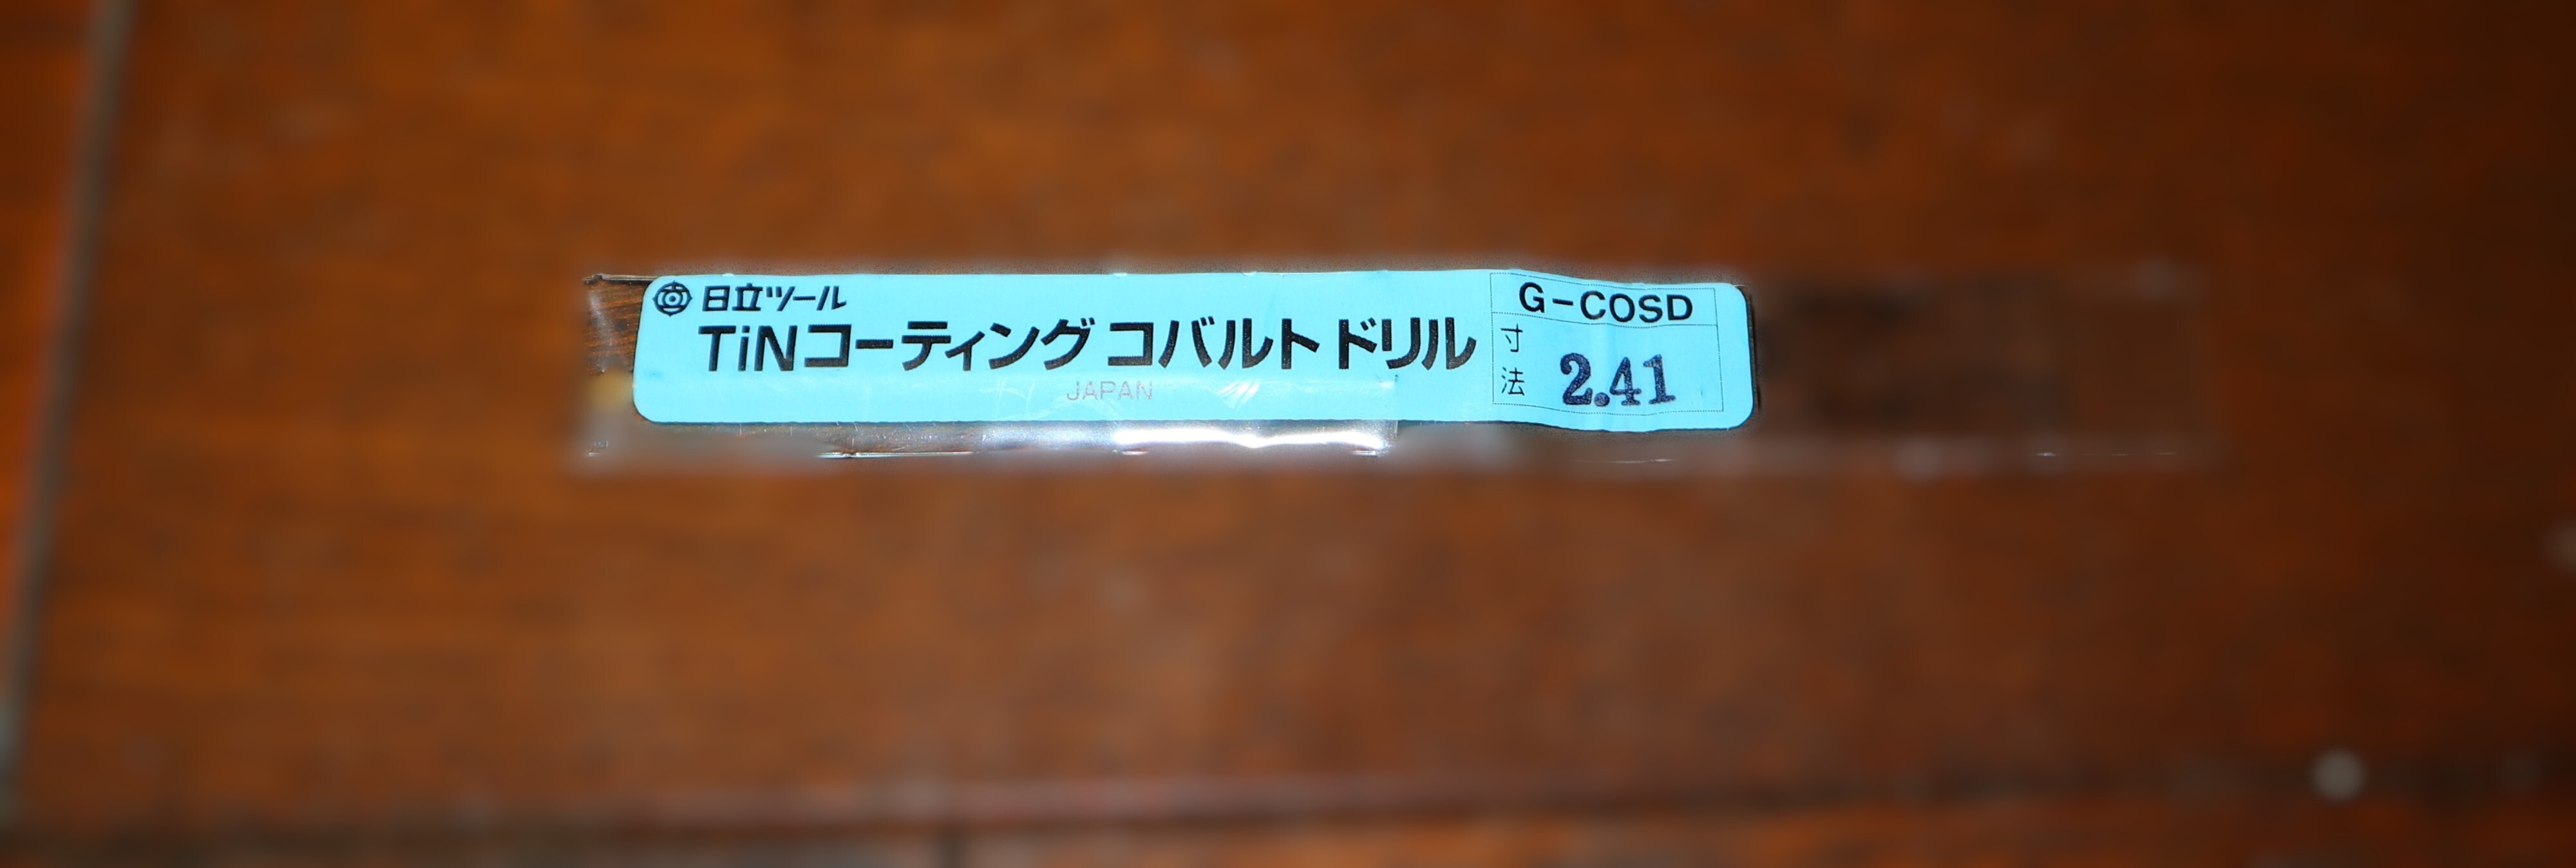 日立ツール
TiNコーティング コバルト ドリル
JAPAN
G-COSD
寸法
2.41